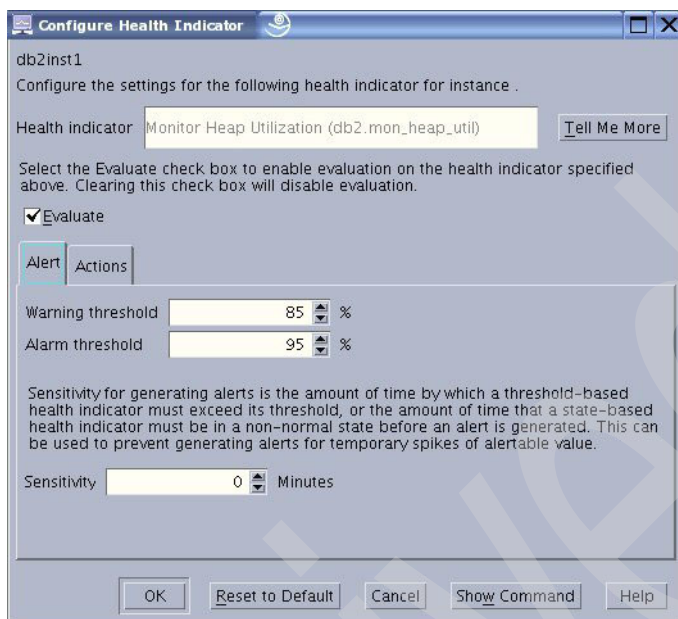 Configure Health Indicator
db2inst1
Configure the settings for the following health indicator for instance .
Health indicator Monitor Heap Utilization (db2.mon_heap_util) Tell Me More
Select the Evaluate check box to enable evaluation on the health indicator specified
above. Clearing this check box will disable evaluation.
Evaluate
Alert Actions
Warning threshold 85 %
Alarm threshold 95 %
Sensitivity for generating alerts is the amount of time by which a threshold-based
health indicator must exceed its threshold, or the amount of time that a state-based
health indicator must be in a non-normal state before an alert is generated. This can
be used to prevent generating alerts for temporary spikes of alertable value.
Sensitivity 0 Minutes
OK Reset to Default Cancel Show Command Help